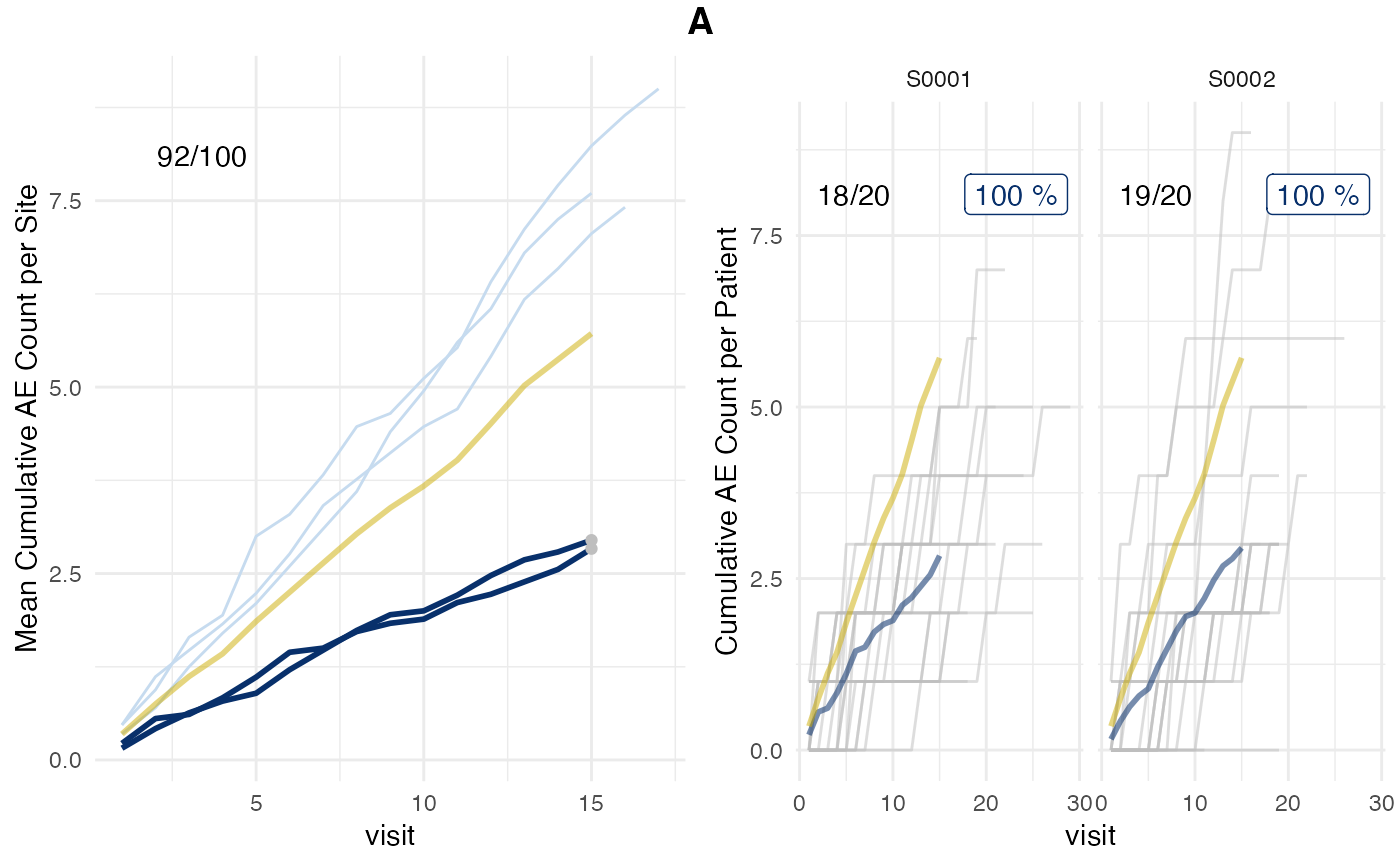 A
Mean Cumulative AE Count per Site
7.5
5.0
2.5
0.0
92/100
5 10 15
visit
Cumulative AE Count per Patient
7.5
5.0
2.5
0.0
S0001 S0002
18/20 100 % 19/20 100 %
0 10 20 30 0 10 20 30
visit